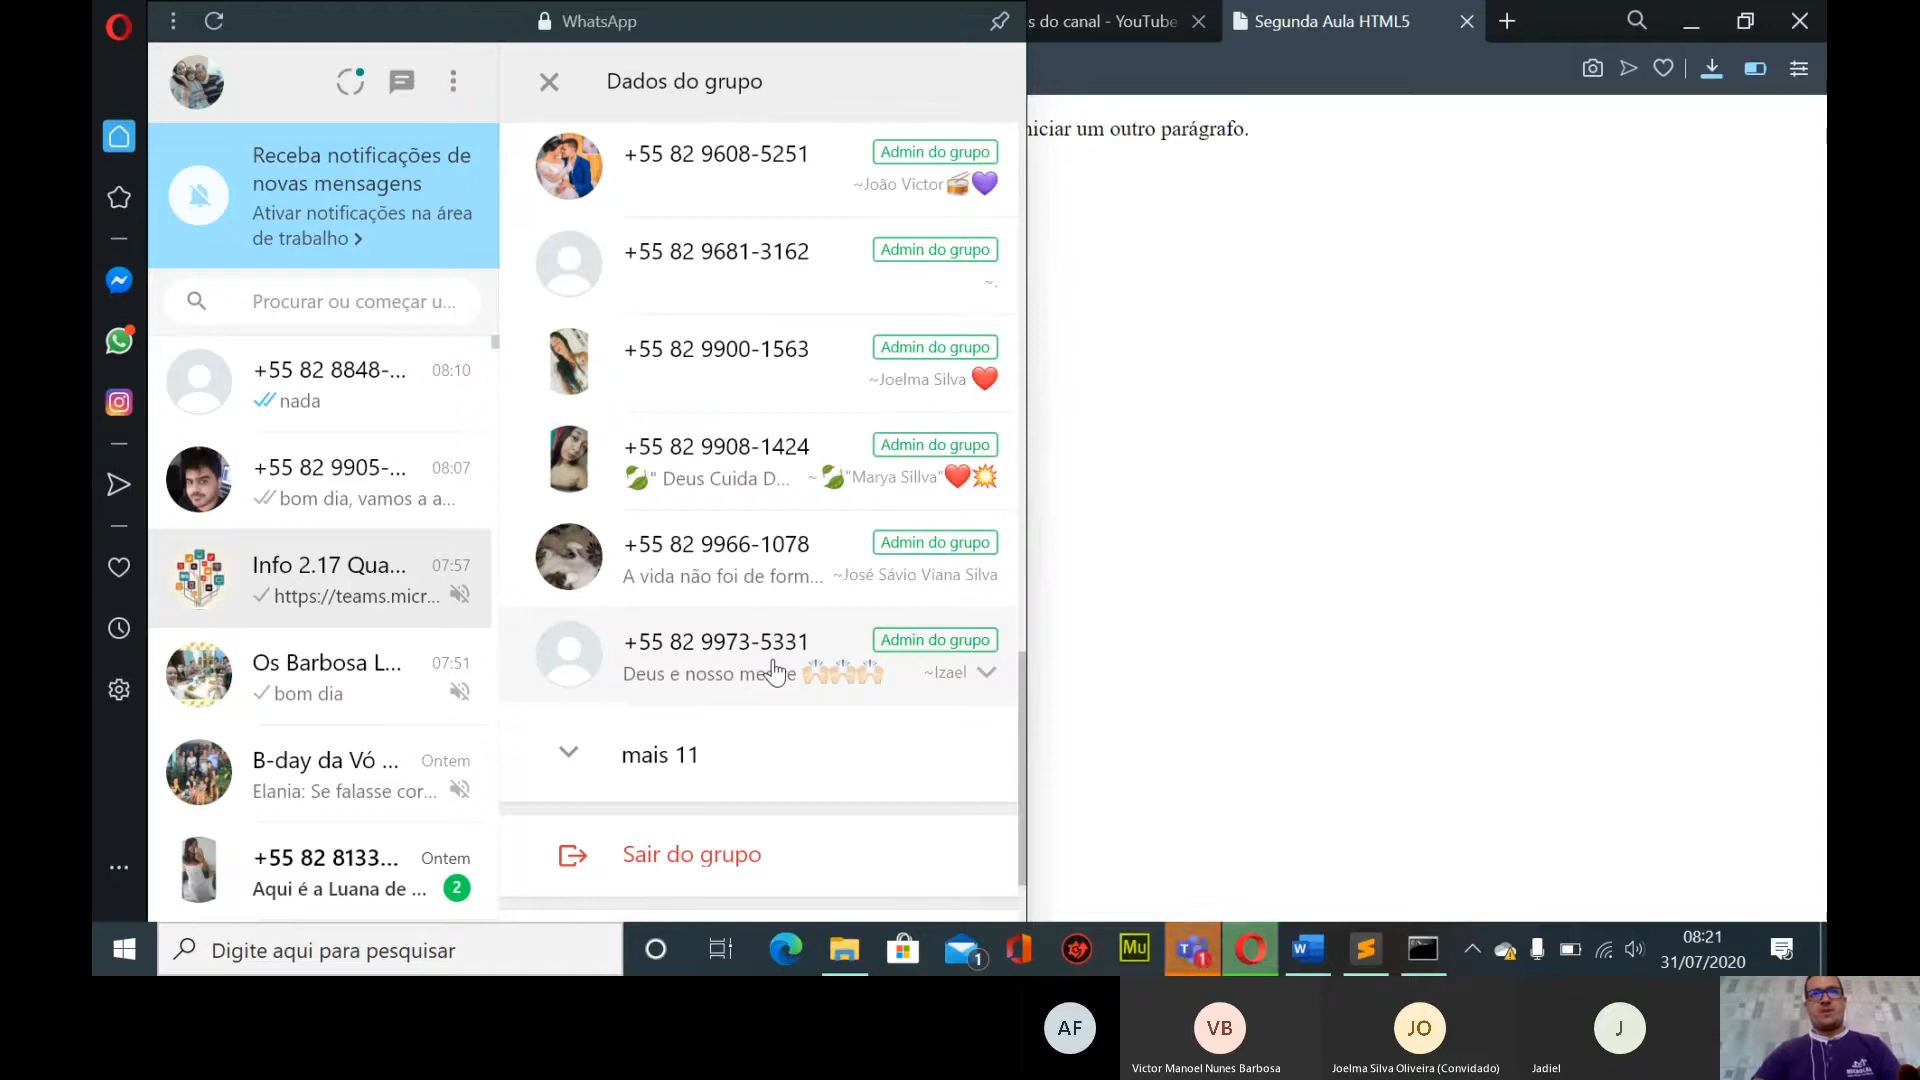 WhatsApp
s do canal - YouTube
Segunda Aula HTML5
Dados do grupo
Receba notificações de
novas mensagens
Ativar notificações na área
de trabalho
Procurar ou começar u...
+55 82 8848-...
08:10
nada
+55 82 9905-...
08:07
bom dia, vamos a a...
Info 2.17 Qua...
07:57
https://teams.micr...
Os Barbosa L...
07:51
bom dia
B-day da Vó ...
Ontem
Elania: Se falasse cor...
+55 82 8133...
Ontem
Aqui é a Luana de ...
2
+55 82 9608-5251
Admin do grupo
~João Victor🥁💜
+55 82 9681-3162
Admin do grupo
~.
+55 82 9900-1563
Admin do grupo
~Joelma Silva ❤️
+55 82 9908-1424
Admin do grupo
🍃" Deus Cuida D...
~🍃"Marya Sillva"❤️💥
+55 82 9966-1078
Admin do grupo
A vida não foi de form...
~José Sávio Viana Silva
+55 82 9973-5331
Admin do grupo
Deus e nosso me e 🙌🏻🙌🏻🙌🏻
~Izael
mais 11
Sair do grupo
niciar um outro parágrafo.
Digite aqui para pesquisar
1
Mu
1
08:21
31/07/2020
AF
VB
JO
J
Victor Manoel Nunes Barbosa
Joelma Silva Oliveira (Convidado)
Jadiel